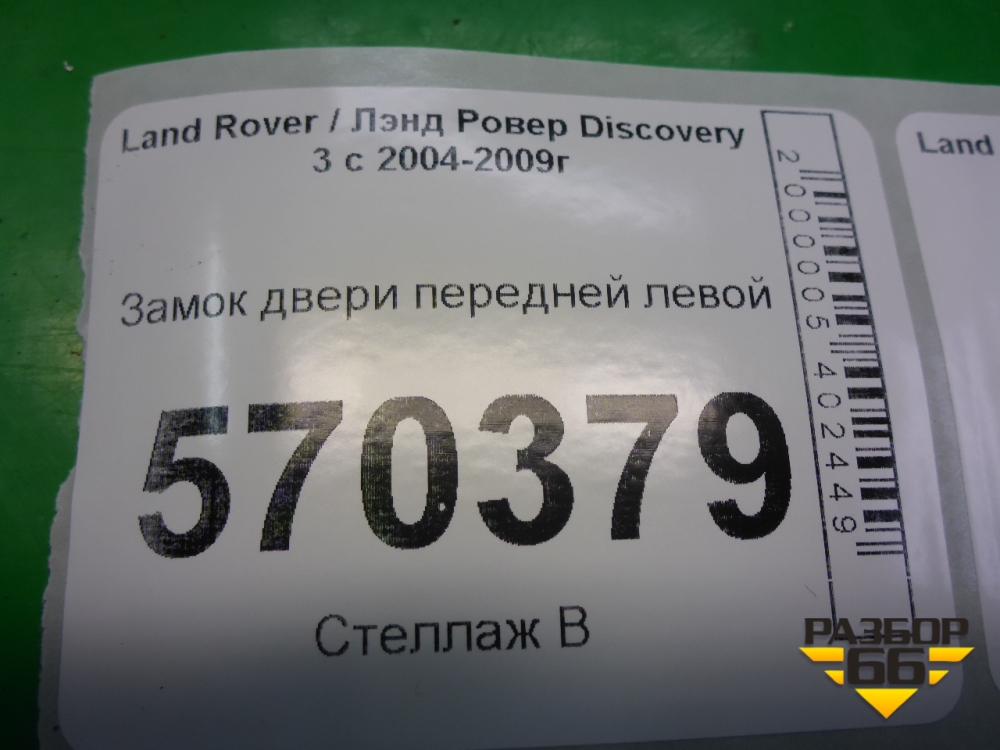 Land Rover / Лэнд Ровер Discovery
3 с 2004-2009г
Замок двери передней левой
570379
Стеллаж В
2000005402449
Land
РАЗБОР
66